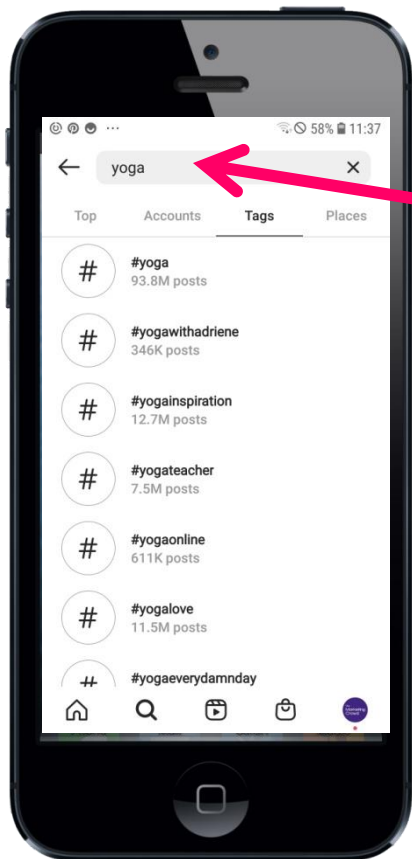 58% 11:37
yoga
Top Accounts Tags Places
#yoga
93.8M posts
#yogawithadriene
346K posts
#yogainspiration
12.7M posts
#yogateacher
7.5M posts
#yogaonline
611K posts
#yogalove
11.5M posts
#yogaeverydamnday